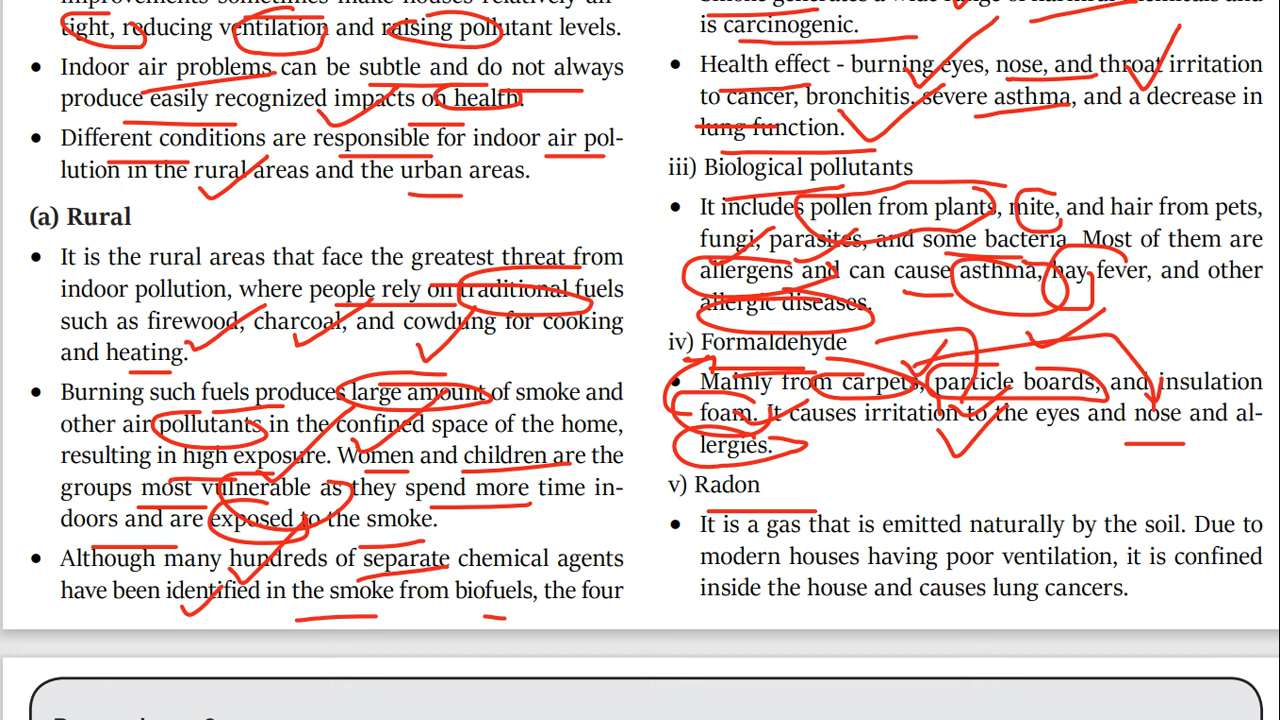 tight, reducing ventilation and raising pollutant levels.
• Indoor air problems can be subtle and do not always
produce easily recognized impacts on health.
• Different conditions are responsible for indoor air pol-
lution in the rural areas and the urban areas.
(a) Rural
• It is the rural areas that face the greatest threat from
indoor pollution, where people rely on traditional fuels
such as firewood, charcoal, and cowdung for cooking
and heating.
• Burning such fuels produces large amount of smoke and
other air pollutants in the confined space of the home,
resulting in high exposure. Women and children are the
groups most vulnerable as they spend more time in-
doors and are exposed to the smoke.
• Although many hundreds of separate chemical agents
have been identified in the smoke from biofuels, the four
is carcinogenic.
• Health effect - burning eyes, nose, and throat irritation
to cancer, bronchitis, severe asthma, and a decrease in
lung function.
iii) Biological pollutants
• It includes pollen from plants, mite, and hair from pets,
fungi, parasites, and some bacteria. Most of them are
allergens and can cause asthma, hay fever, and other
allergic diseases.
iv) Formaldehyde
• Mainly from carpets, particle boards, and insulation
foam. It causes irritation to the eyes and nose and al-
lergies.
v) Radon
• It is a gas that is emitted naturally by the soil. Due to
modern houses having poor ventilation, it is confined
inside the house and causes lung cancers.